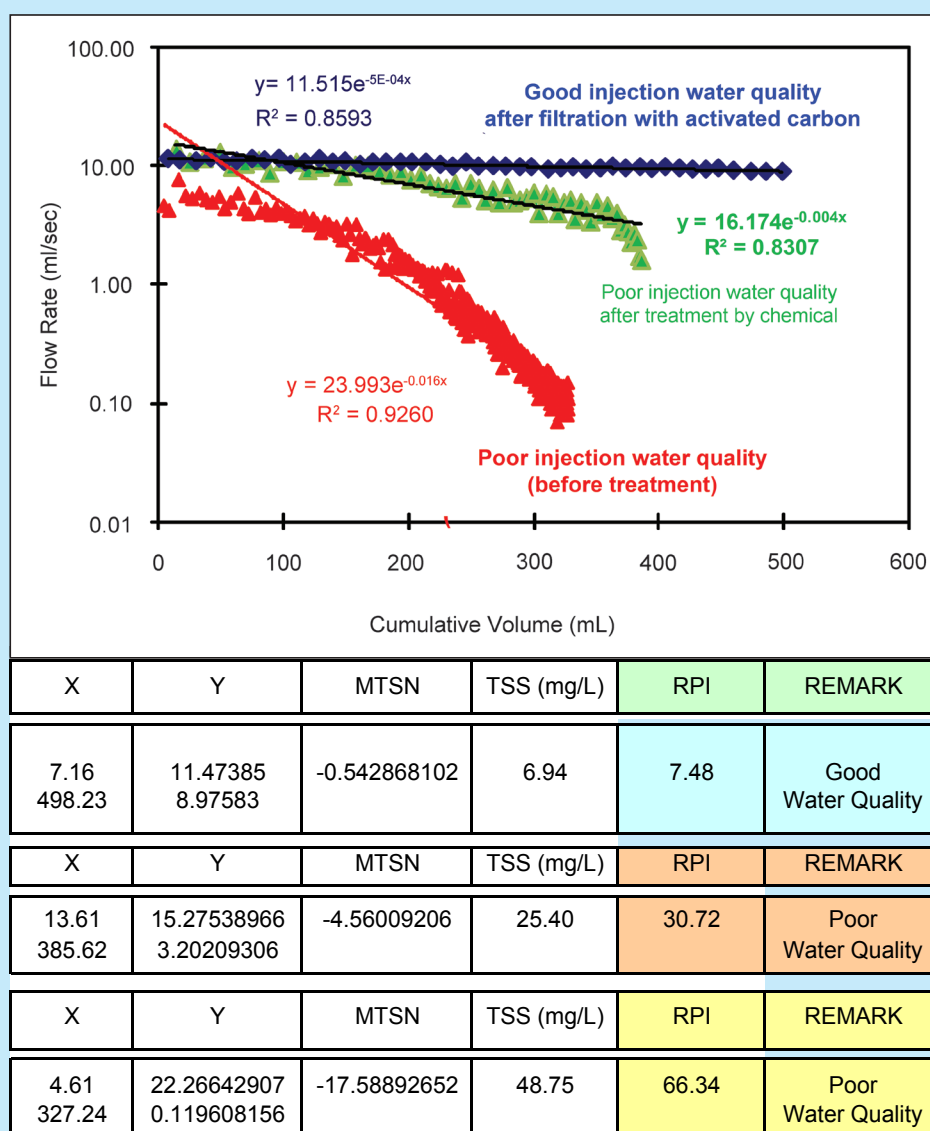 100.00
10.00
1.00
0.10
0.01
Flow Rate (ml/sec)
y= 11.515e-5E-04x
R² = 0.8593
Good injection water quality
after filtration with activated carbon
y = 16.174e-0.004x
R² = 0.8307
Poor injection water quality
after treatment by chemical
y = 23.993e-0.016x
R² = 0.9260
Poor injection water quality
(before treatment)
0 100 200 300 400 500 600
Cumulative Volume (mL)
X Y MTSN TSS (mg/L) RPI REMARK
7.16 11.47385 -0.542868102 6.94 7.48 Good
498.23 8.97583 Water Quality
X Y MTSN TSS (mg/L) RPI REMARK
13.61 15.27538966 -4.56009206 25.40 30.72 Poor
385.62 3.20209306 Water Quality
X Y MTSN TSS (mg/L) RPI REMARK
4.61 22.26642907 -17.58892652 48.75 66.34 Poor
327.24 0.119608156 Water Quality